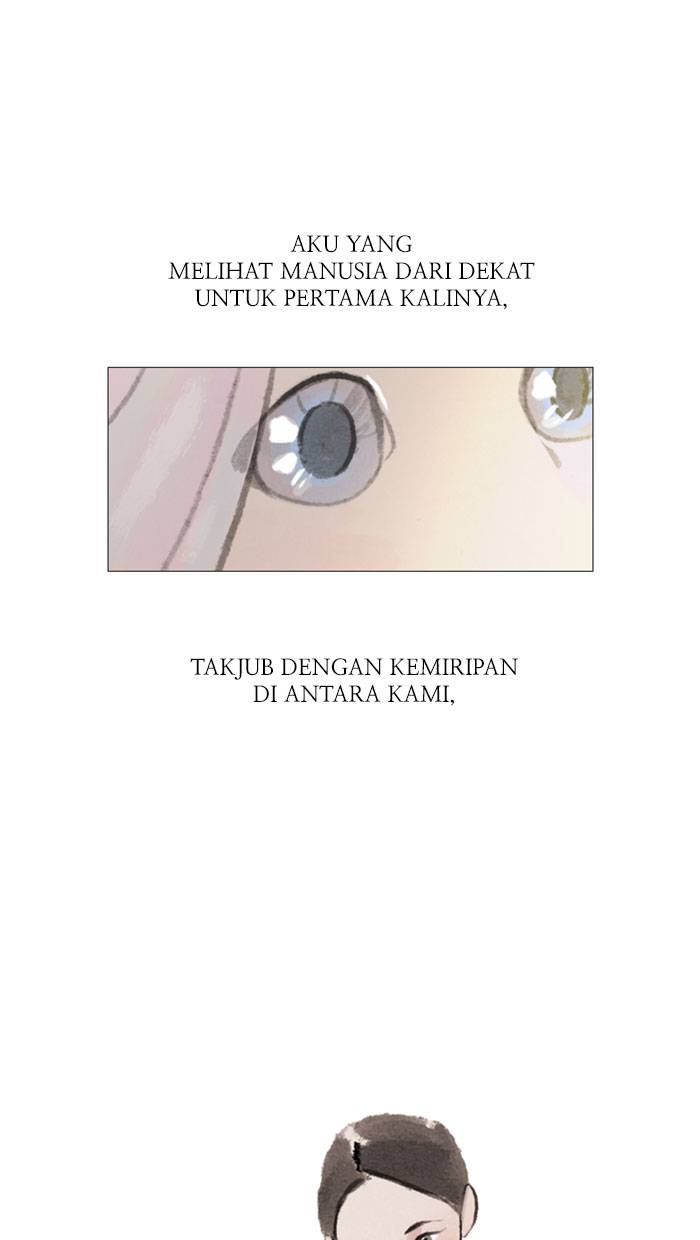 AKU YANG
MELIHAT MANUSIA DARI DEKAT
UNTUK PERTAMA KALINYA,
TAKJUB DENGAN KEMIRIPAN
DI ANTARA KAMI,